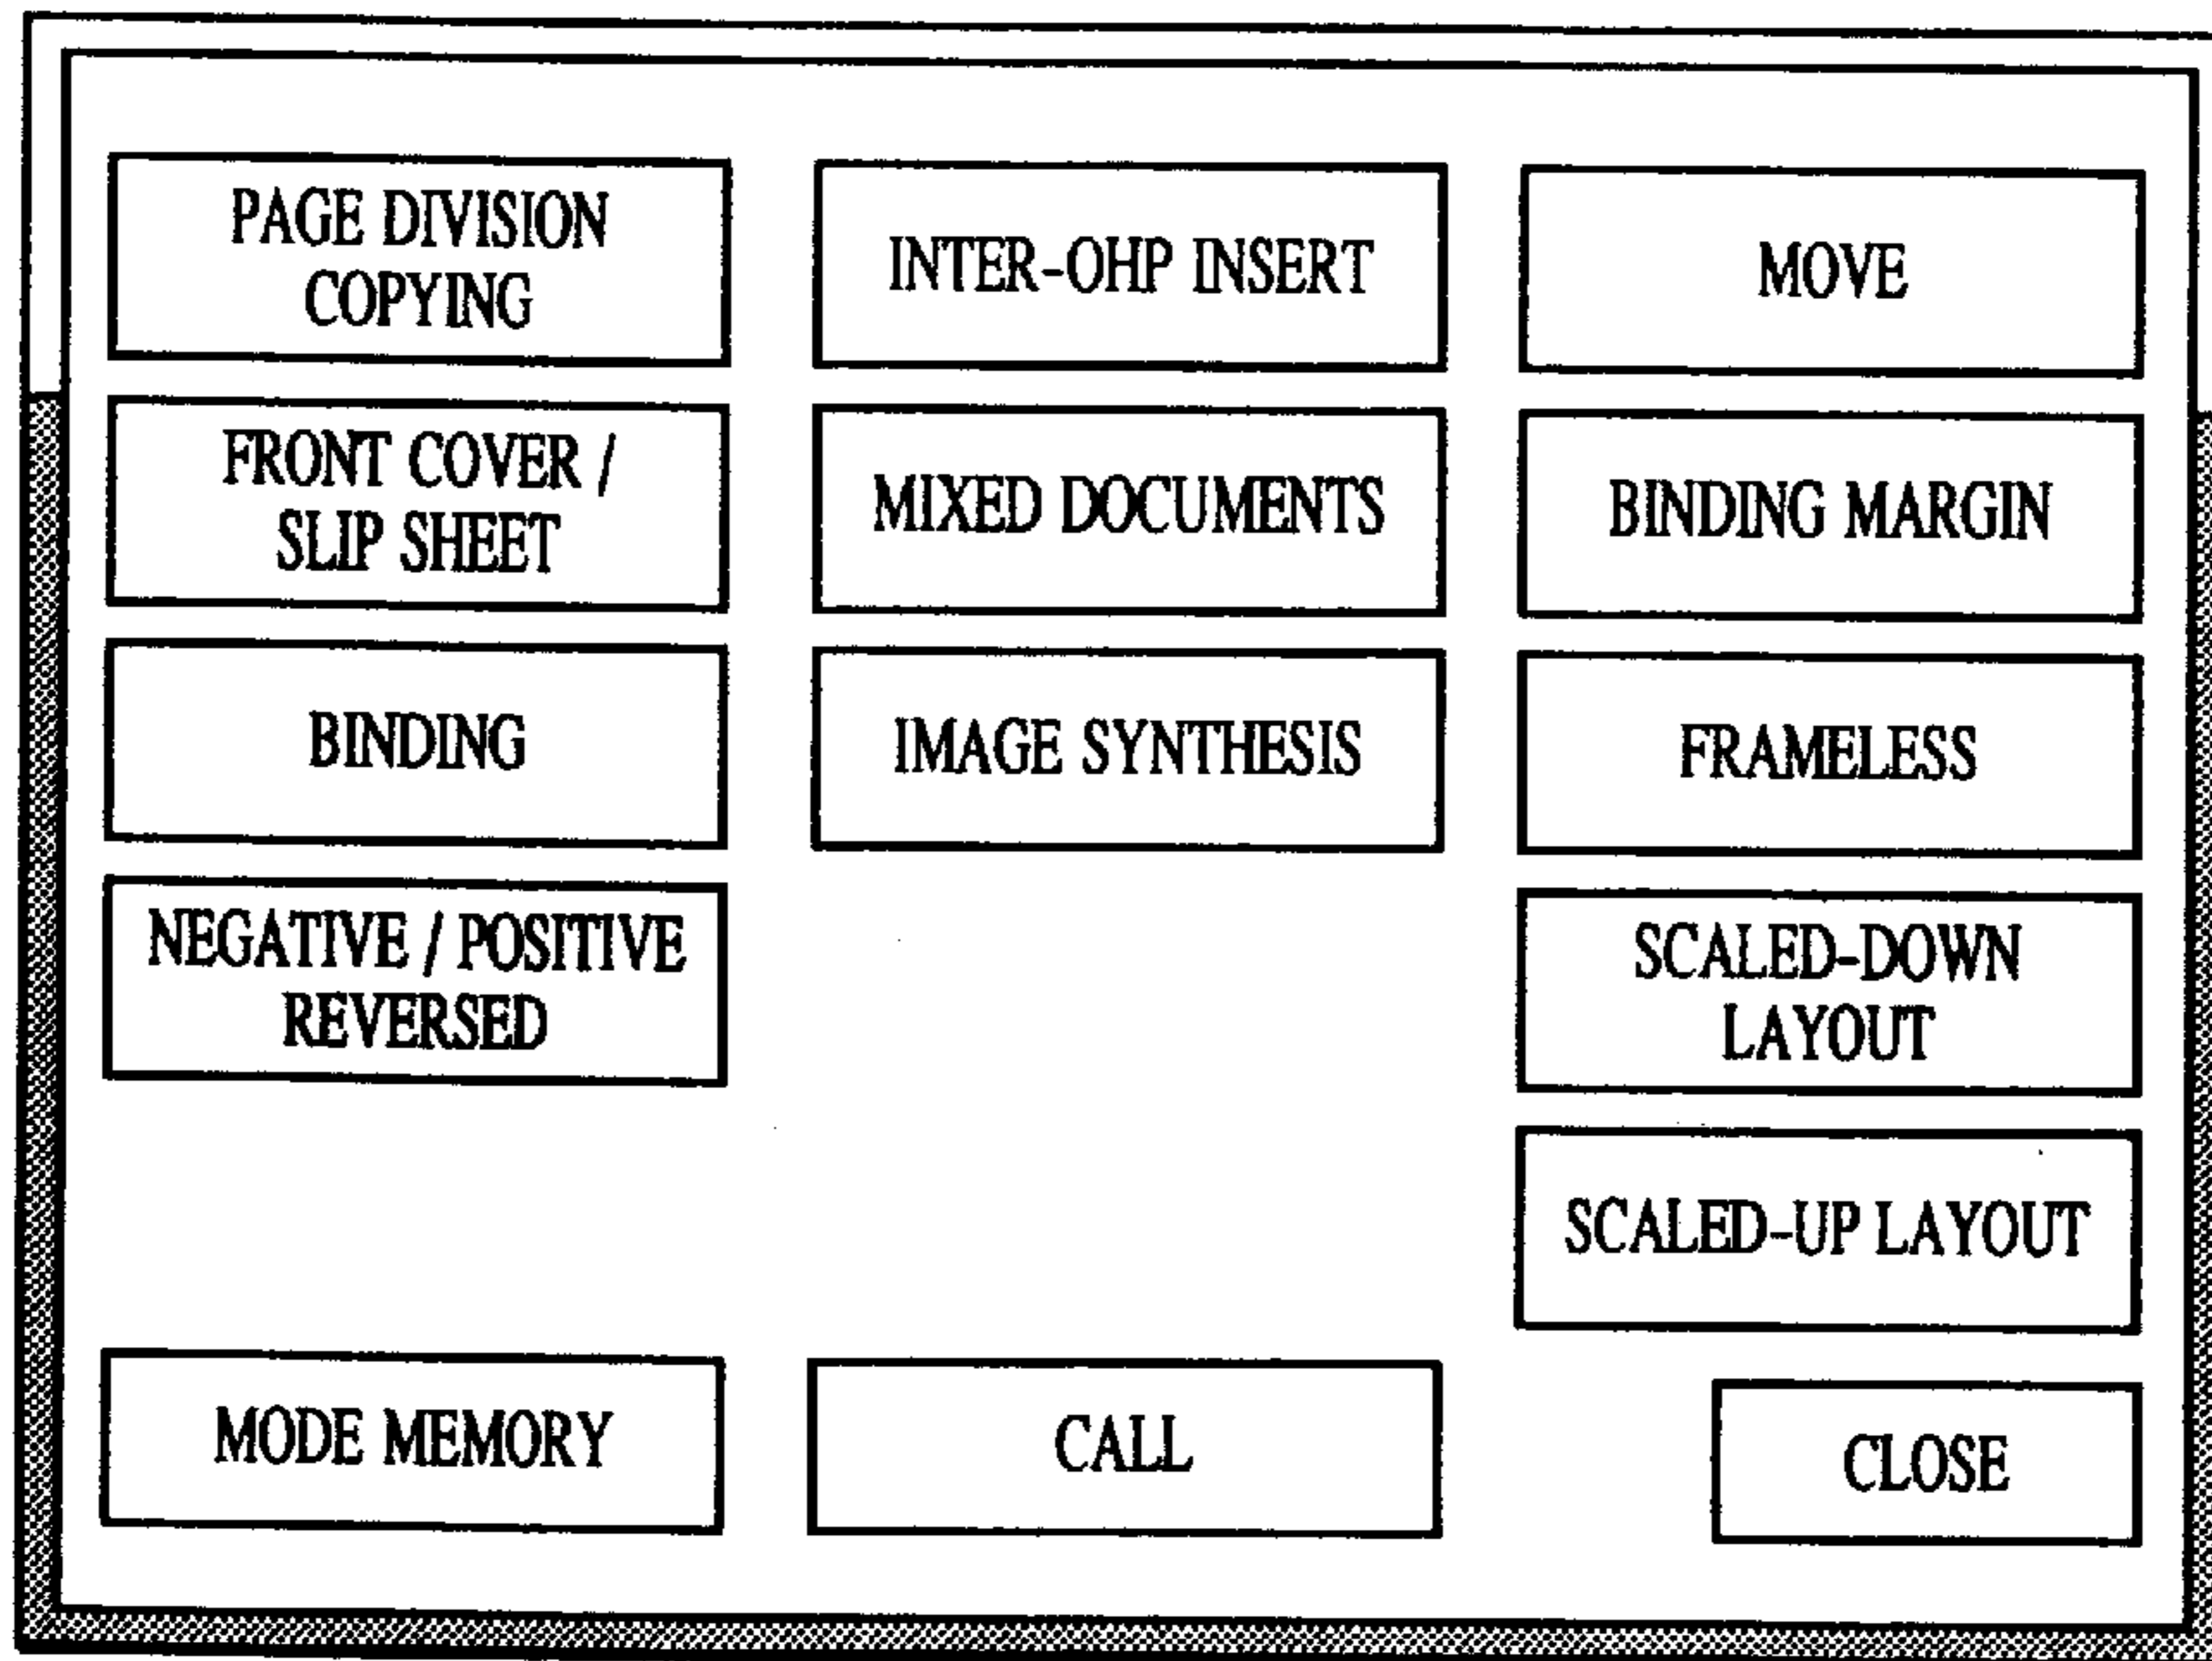 PAGE DIVISION
COPYING
INTER-OHP INSERT
MOVE
FRONT COVER /
SLIP SHEET
MIXED DOCUMENTS
BINDING MARGIN
BINDING
IMAGE SYNTHESIS
FRAMELESS
NEGATIVE / POSITIVE
REVERSED
SCALED-DOWN
LAYOUT
SCALED-UP LAYOUT
MODE MEMORY
CALL
CLOSE